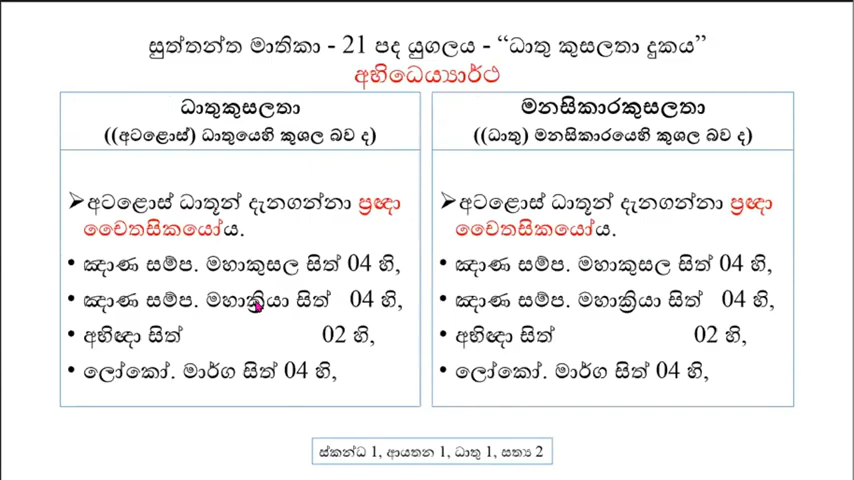 සුත්තන්ත මාතිකා - 21 පද යුගලය - “ධාතු කුසලතා දුකය”
අභිධෙය්‍යාර්ථ
ධාතුකුසලතා
((අටළොස්) ධාතුයෙහි කුශල බව ද)
➢අටළොස් ධාතූන් දැනගන්නා ප්‍රඥා
චෛතසිකයෝය.
• ඤාණ සම්ප. මහාකුසල සිත් 04 හි,
• ඤාණ සම්ප. මහාක්‍රියා සිත් 04 හි,
• අභිඥා සිත් 02 හි,
• ලෝකෝ. මාර්ග සිත් 04 හි,
මනසිකාරකුසලතා
((ධාතු) මනසිකාරයෙහි කුශල බව ද)
➢අටළොස් ධාතූන් දැනගන්නා ප්‍රඥා
චෛතසිකයෝය.
• ඤාණ සම්ප. මහාකුසල සිත් 04 හි,
• ඤාණ සම්ප. මහාක්‍රියා සිත් 04 හි,
• අභිඥා සිත් 02 හි,
• ලෝකෝ. මාර්ග සිත් 04 හි,
ස්කන්ධ 1, ආයතන 1, ධාතු 1, සත්‍ය 2